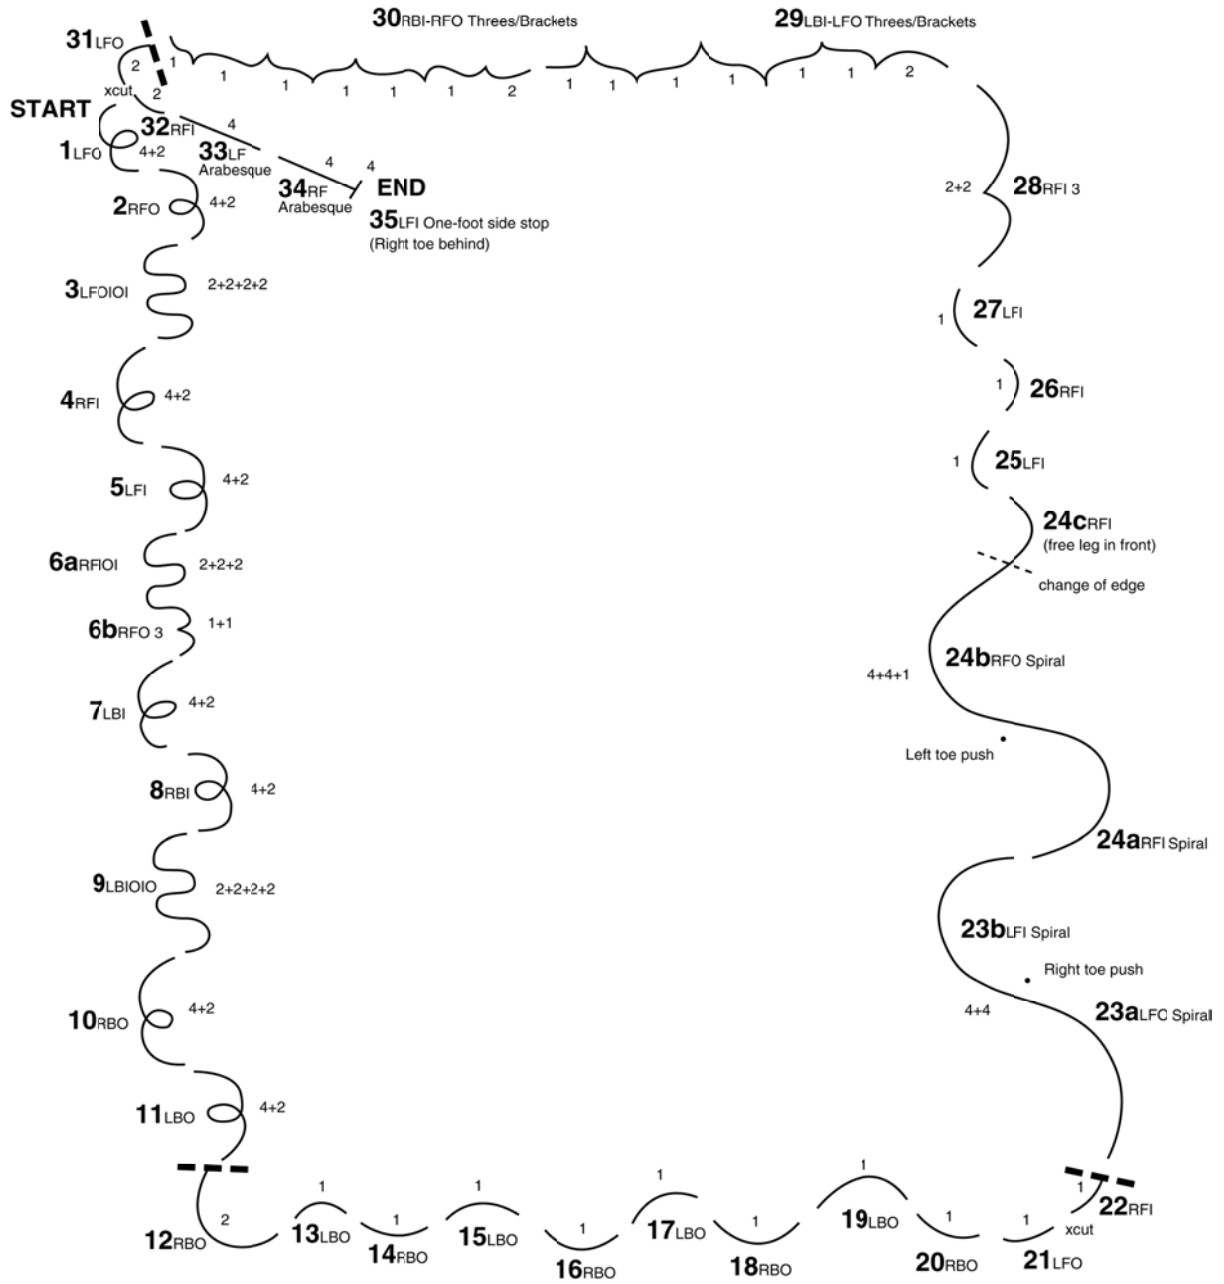 START
1LFO
4+2
2RFO
4+2
3LFOIOI
2+2+2+2
4RFI
4+2
5LFI
4+2
6aRFIOI
2+2+2
6bRFO 3
1+1
7LBI
4+2
8RBI
4+2
9LBIOIO
2+2+2+2
10RBO
4+2
11LBO
4+2
12RBO
2
13LBO
1
14RBO
1
15LBO
1
16RBO
1
17LBO
1
18RBO
1
19LBO
1
20RBO
1
21LFO
1
xcut
22RFI
1
23aLFO Spiral
4+4
Right toe push
23bLFI Spiral
24aRFI Spiral
Left toe push
4+4+1
24bRFO Spiral
change of edge
24cRFI
(free leg in front)
25LFI
1
26RFI
1
27LFI
1
28RFI 3
2+2
29LBI-LFO Threes/Brackets
1 1 1 1 1 1 2
30RBI-RFO Threes/Brackets
1 1 1 1 1 1 2
31LFO
2
xcut
2
32RFI
4
33LF
Arabesque
4
34RF
Arabesque
4
END
35LFI One-foot side stop
(Right toe behind)